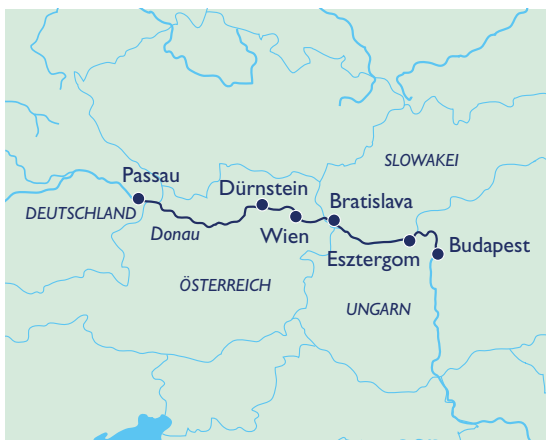 SLOWAKEI
Passau
Dürnstein
DEUTSCHLAND
Bratislava
Donau
Wien
Budapest
Esztergom
ÖSTERREICH
UNGARN